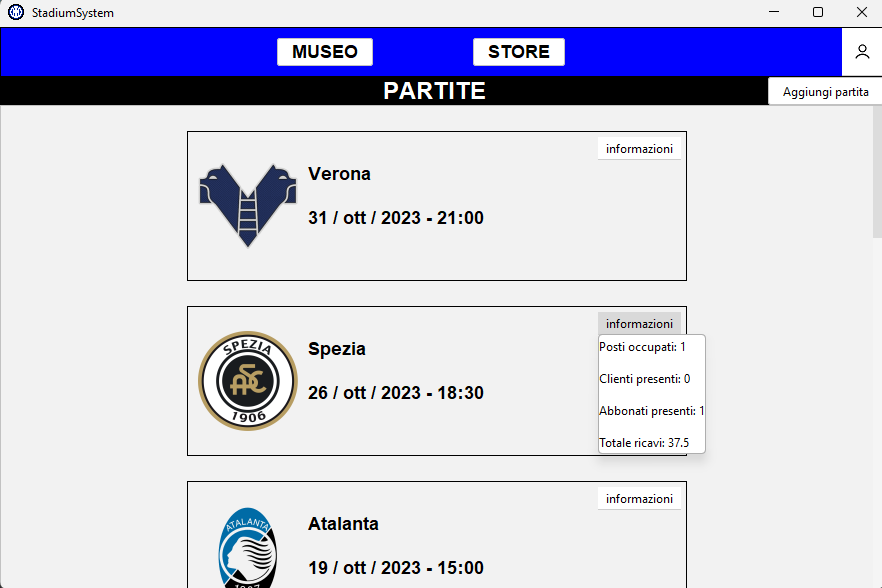 StadiumSystem
MUSEO
STORE
PARTITE
Aggiungi partita
informazioni
Verona
31 / ott / 2023 - 21:00
informazioni
SPEZIA
ASC
1906
Spezia
26 / ott / 2023 - 18:30
Posti occupati: 1
Clienti presenti: 0
Abbonati presenti: 1
Totale ricavi: 37.5
informazioni
ATALANTA
Atalanta
19 / ott / 2023 - 15:00